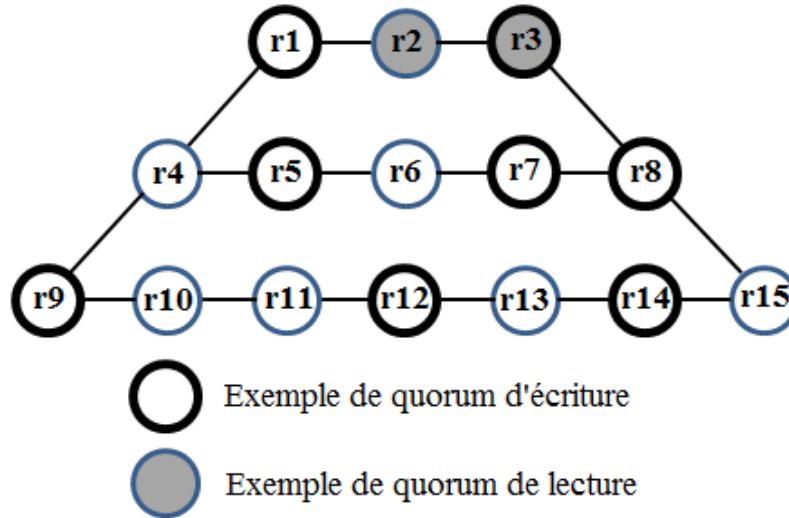 r1 r2 r3
r4 r5 r6 r7 r8
r9 r10 r11 r12 r13 r14 r15
Exemple de quorum d'écriture
Exemple de quorum de lecture